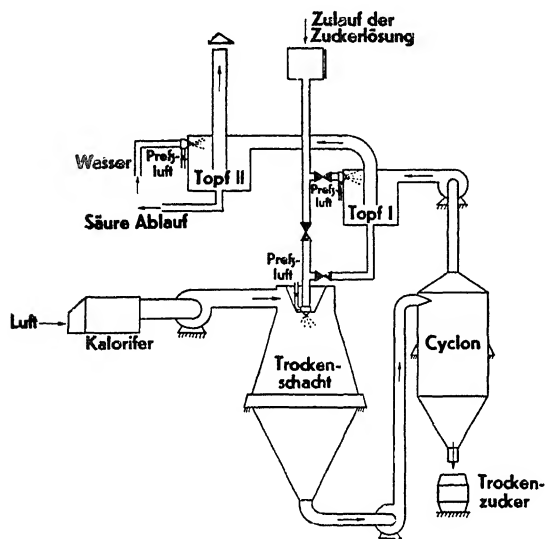 Zulauf der
Zuckerlösung
Wasser
Preß-
luft
Topf II
Säure Ablauf
Preß-
luft
Topf I
Preß-
luft
Luft
Kalorifer
Trocken-
schacht
Cyclon
Trocken-
zucker